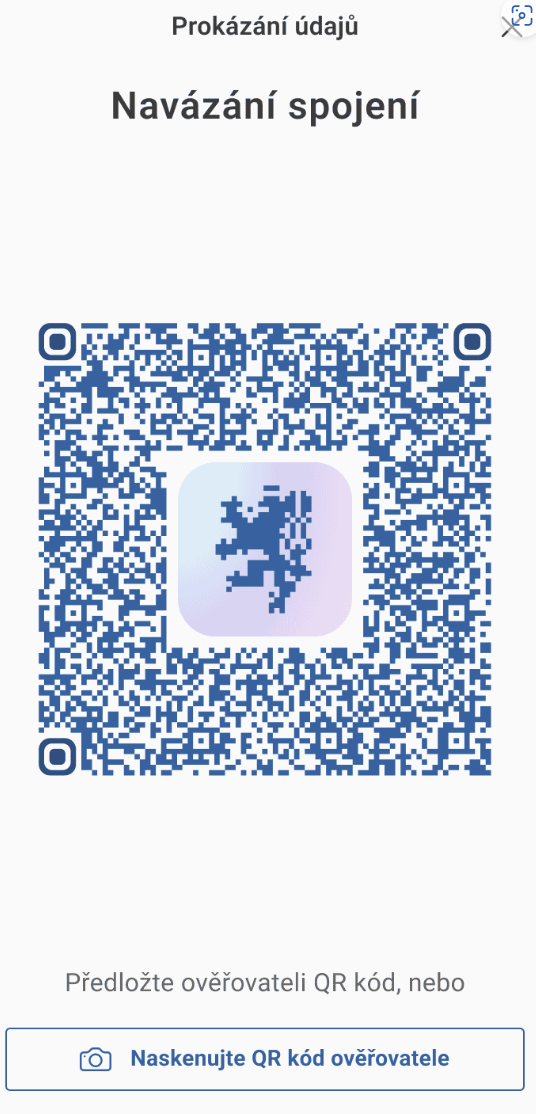 Prokázání údajů
Navázání spojení
Předložte ověřovateli QR kód, nebo
Naskenujte QR kód ověřovatele